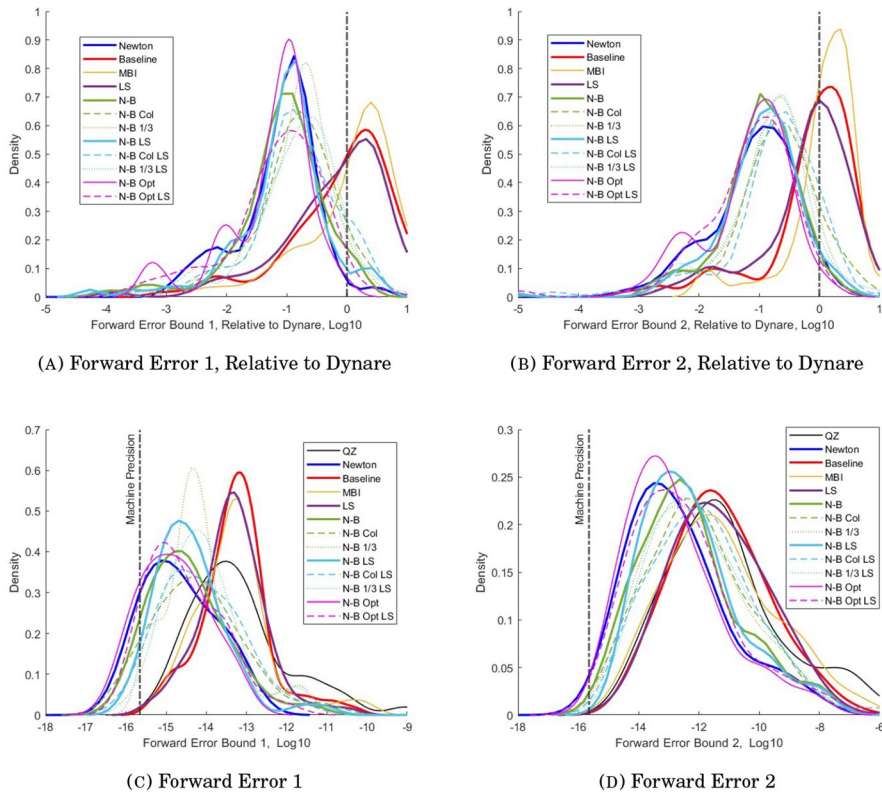 1
0.9
0.8
0.7
0.6
0.5
0.4
0.3
0.2
0.1
0
Density
Newton
Baseline
MBI
LS
N-B
N-B Col
N-B 1/3
N-B LS
N-B Col LS
N-B 1/3 LS
N-B Opt
N-B Opt LS
-5 -4 -3 -2 -1 0 1
Forward Error Bound 1, Relative to Dynare, Log10
(A) Forward Error 1, Relative to Dynare
1
0.9
0.8
0.7
0.6
0.5
0.4
0.3
0.2
0.1
0
Density
Newton
Baseline
MBI
LS
N-B
N-B Col
N-B 1/3
N-B LS
N-B Col LS
N-B 1/3 LS
N-B Opt
N-B Opt LS
-5 -4 -3 -2 -1 0 1
Forward Error Bound 2, Relative to Dynare, Log10
(B) Forward Error 2, Relative to Dynare
0.7
0.6
0.5
0.4
0.3
0.2
0.1
0
Density
Machine Precision
QZ
Newton
Baseline
MBI
LS
N-B
N-B Col
N-B 1/3
N-B LS
N-B Col LS
N-B 1/3 LS
N-B Opt
N-B Opt LS
-18 -17 -16 -15 -14 -13 -12 -11 -10 -9
Forward Error Bound 1, Log10
(C) Forward Error 1
0.3
0.25
0.2
0.15
0.1
0.05
0
Density
Machine Precision
QZ
Newton
Baseline
MBI
LS
N-B
N-B Col
N-B 1/3
N-B LS
N-B Col LS
N-B 1/3 LS
N-B Opt
N-B Opt LS
-18 -16 -14 -12 -10 -8 -6
Forward Error Bound 2, Log10
(D) Forward Error 2